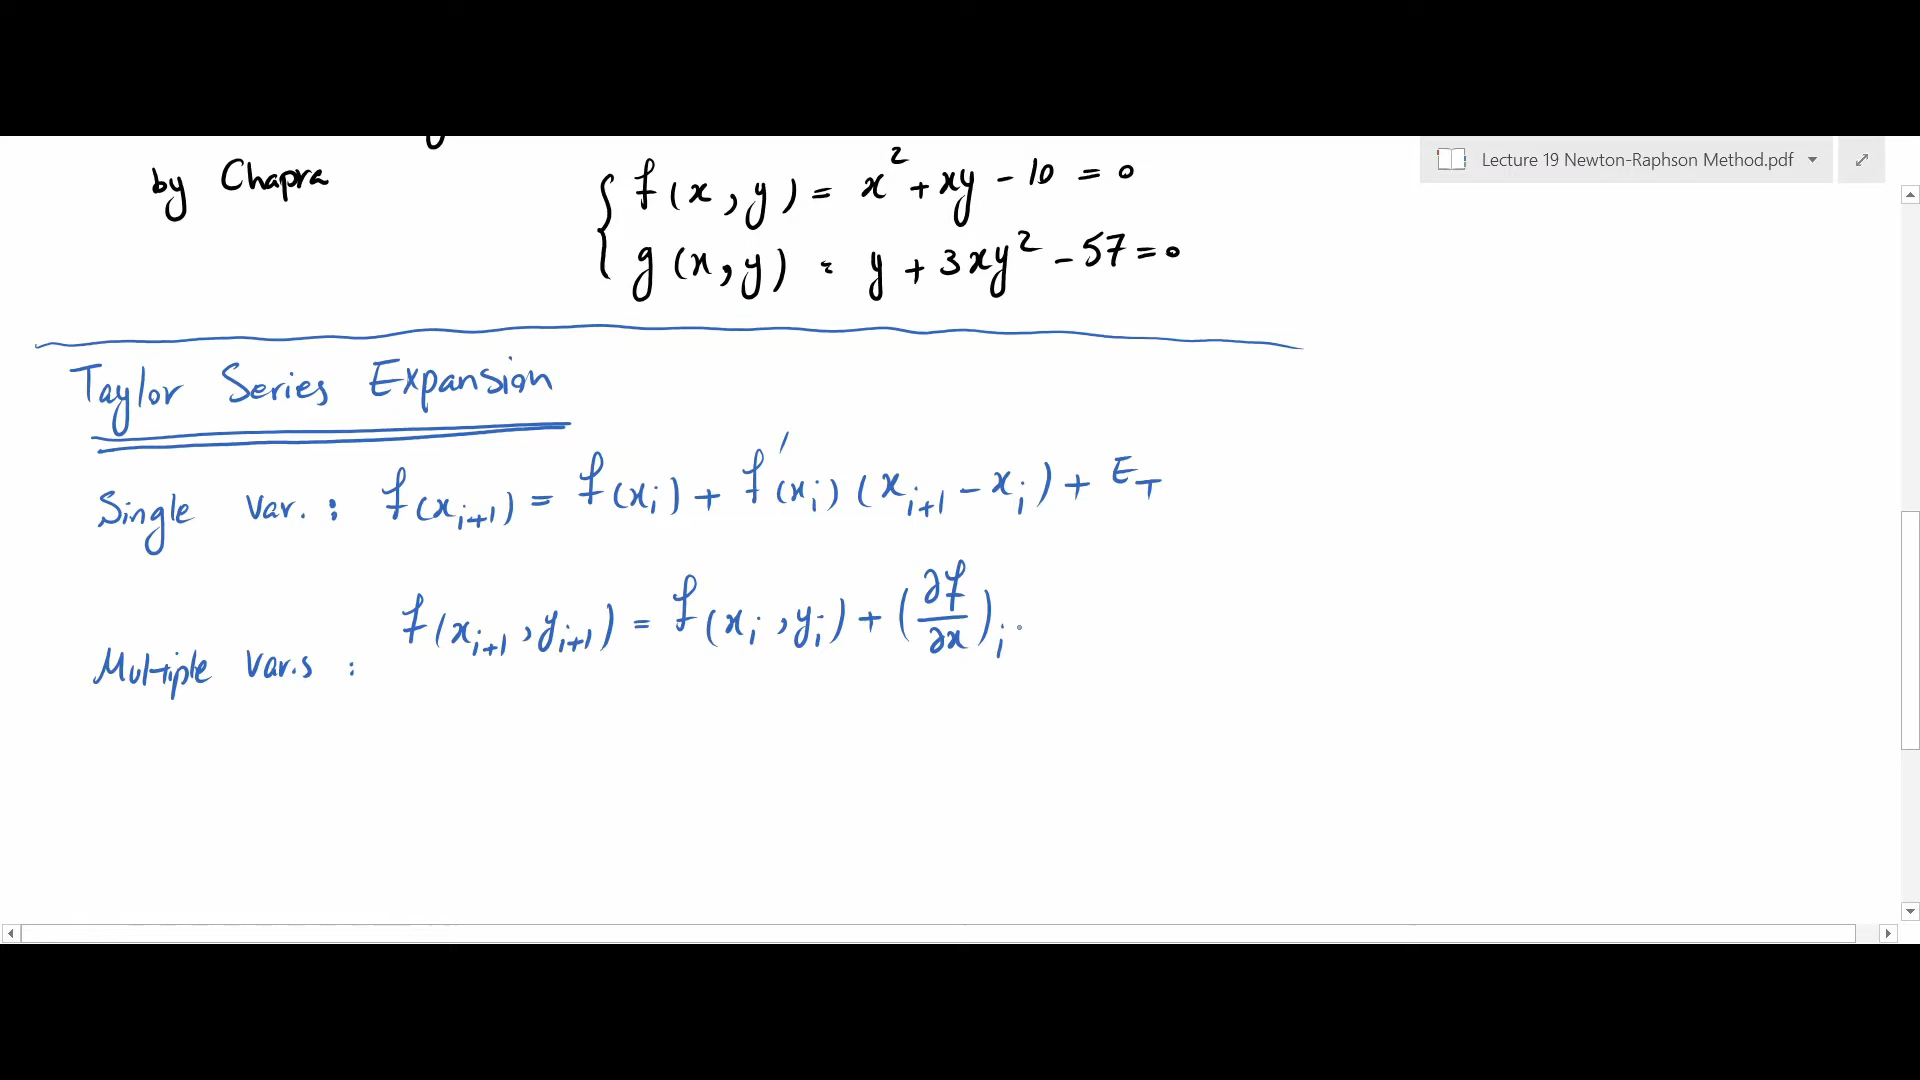 Lecture 19 Newton-Raphson Method.pdf
by Chapra
f(x, y) = x² + xy - 10 = 0
g(x, y) = y + 3xy² - 57 = 0
Taylor Series Expansion
Single Var. : f(xᵢ₊₁) = f(xᵢ) + f'(xᵢ) (xᵢ₊₁ - xᵢ) + E_T
Multiple Var.s : f(xᵢ₊₁, yᵢ₊₁) = f(xᵢ, yᵢ) + (∂f/∂x)ᵢ